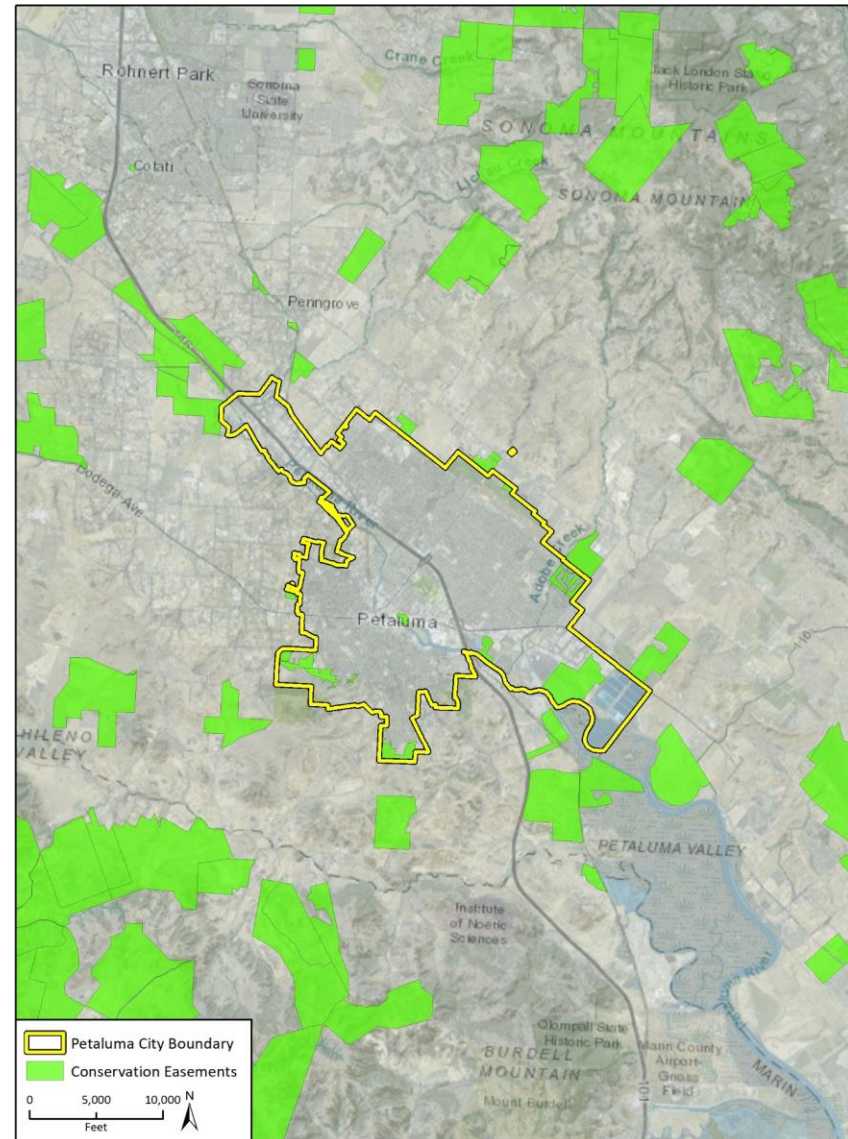 Crane Creek
Rohnert Park
Jack London State
Historic Park
Sonoma
State
University
SONOMA MOUNTAINS
Cotati
Lichau Creek
SONOMA MOUNTAIN
Penngrove
Bodega Ave
River
Adobe Creek
Petaluma
116
HILENO
VALLEY
PETALUMA VALLEY
Institute
of Noetic
Sciences
River
Olompali State
Historic Park
Marin County
Airport-
Gnoss
Field
BURDELL
MOUNTAIN
Mount Burdell
101
MARIN
Petaluma City Boundary
Conservation Easements
0 5,000 10,000
Feet
N